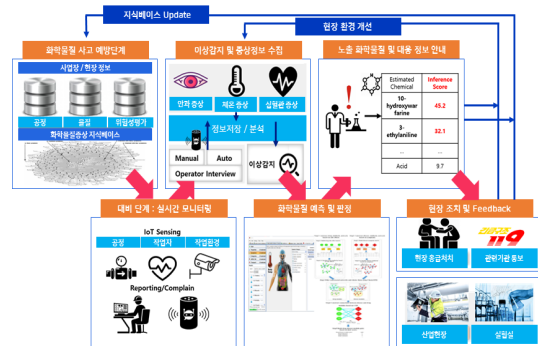 지식베이스 Update
현장 환경 개선
화학물질 사고 예방단계
이상감지 및 증상정보 수집
노출 화학물질 및 대응 정보 안내
사업장 / 현장 정보
공정
물질
위험성평가
화학물질증상 지식베이스
안과 증상
체온 증상
심혈관 증상
정보저장 / 분석
Manual
Auto
Operator Interview
이상감지
Estimated Chemical
Inference Score
10-hydroxywarfarine
45.2
3-ethylaniline
32.1
...
...
Acid
9.7
대비 단계 : 실시간 모니터링
IoT Sensing
공정
작업자
작업환경
Reporting/Complain
화학물질 예측 및 판정
현장 조치 및 Feedback
119
현장 응급처치
관련기관 통보
산업현장
실험실